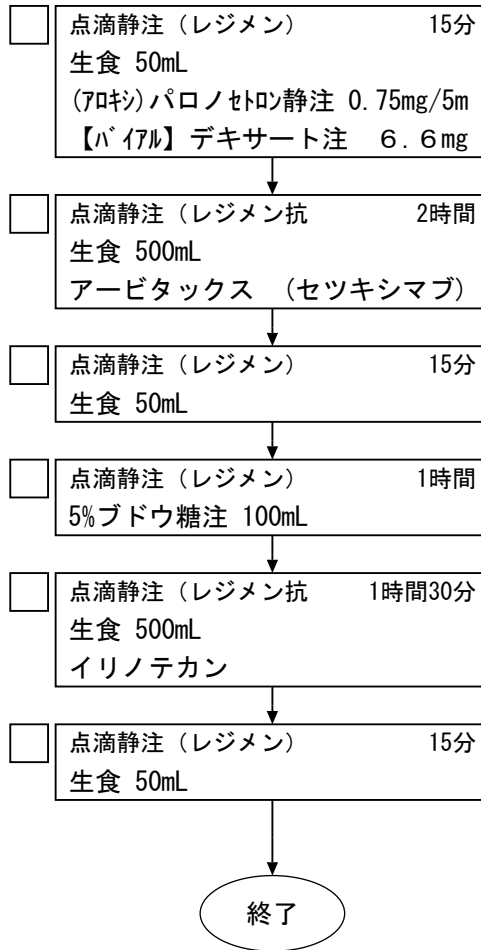 点滴静注（レジメン） 15分
生食 50mL
(ｱﾛｷｼ)パロノｾﾄﾛﾝ静注 0.75mg/5m
【ﾊﾞｲｱﾙ】デキサート注 ６.６mg
点滴静注（レジメン抗 2時間
生食 500mL
アービタックス （セツキシマブ）
点滴静注（レジメン） 15分
生食 50mL
点滴静注（レジメン） 1時間
5%ブドウ糖注 100mL
点滴静注（レジメン抗 1時間30分
生食 500mL
イリノテカン
点滴静注（レジメン） 15分
生食 50mL
終了